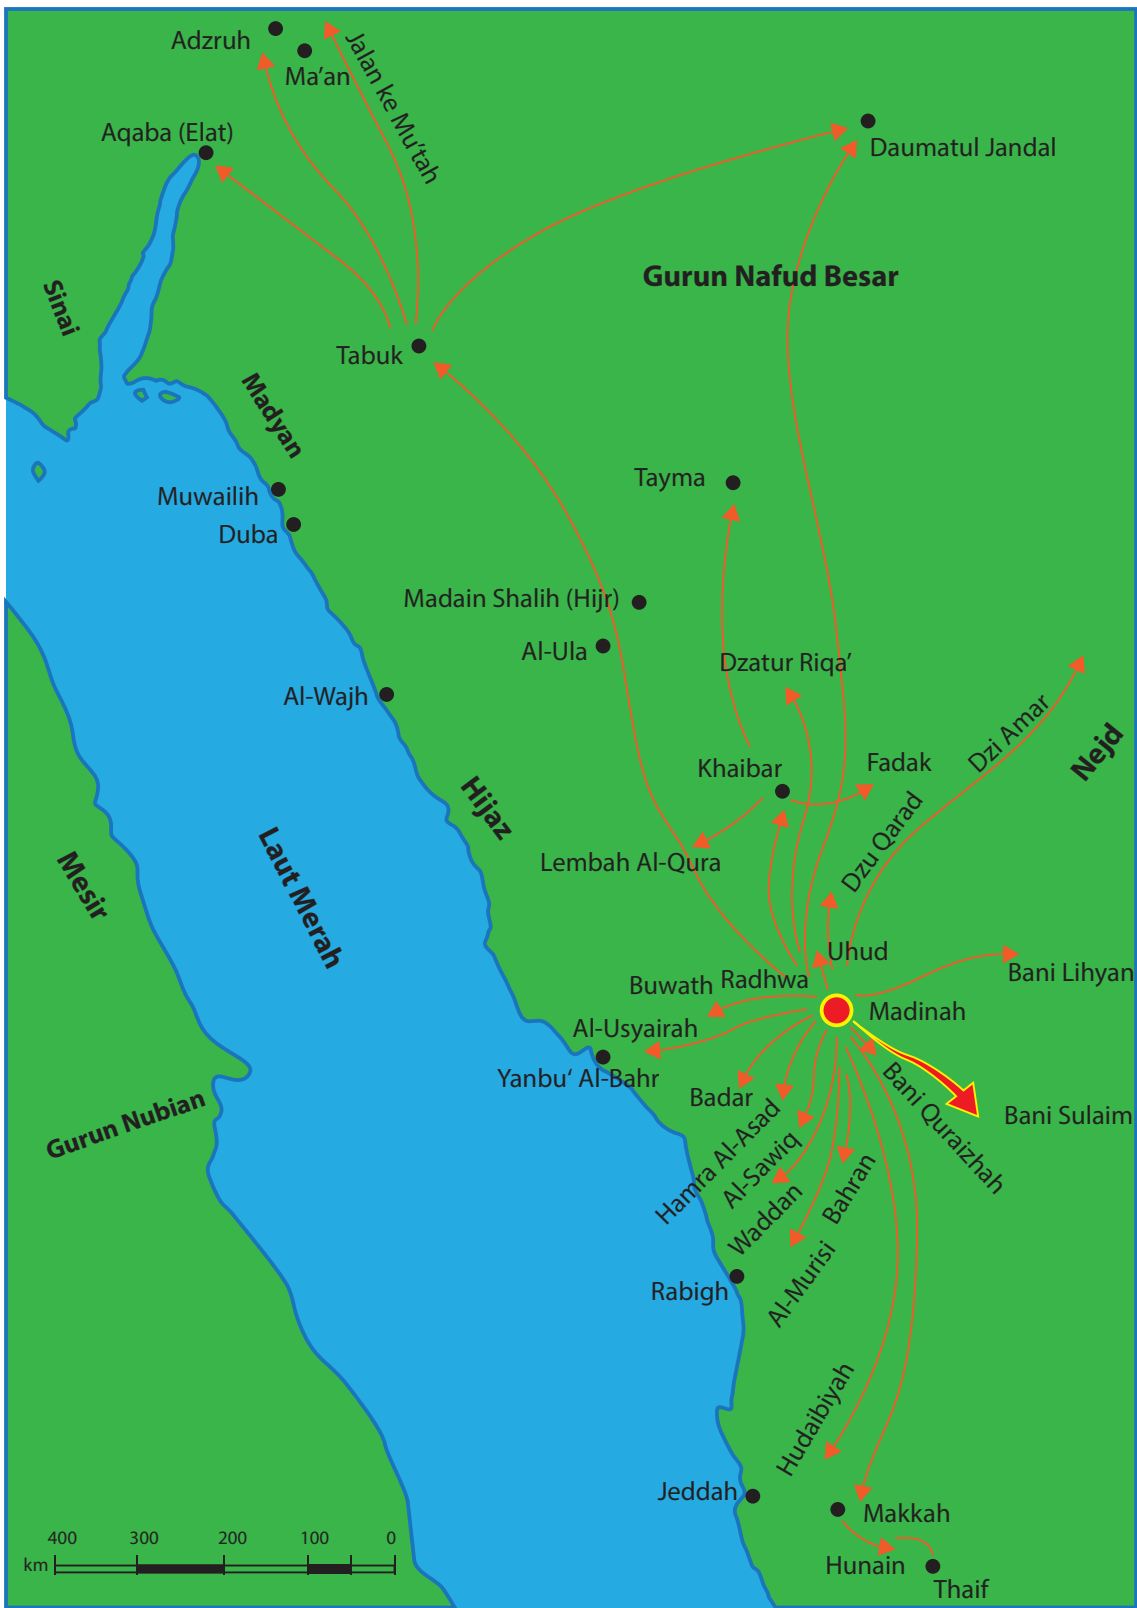 Adzruh
Ma'an
Jalan ke Mu'tah
Aqaba (Elat)
Daumatul Jandal
Gurun Nafud Besar
Sinai
Tabuk
Madyan
Tayma
Muwailih
Duba
Madain Shalih (Hijr)
Al-Ula
Dzatur Riqa'
Al-Wajh
Dzi Amar
Nejd
Khaibar
Fadak
Hijaz
Dzu Qarad
Lembah Al-Qura
Mesir
Laut Merah
Uhud
Buwath
Radhwa
Bani Lihyan
Madinah
Al-Usyairah
Yanbu‘ Al-Bahr
Badar
Bani Quraizhah
Bani Sulaim
Gurun Nubian
Hamra Al-Asad
Al-Sawiq
Waddan
Bahran
Al-Murisi
Rabigh
Hudaibiyah
Jeddah
Makkah
Hunain
Thaif
400 300 200 100 0
km